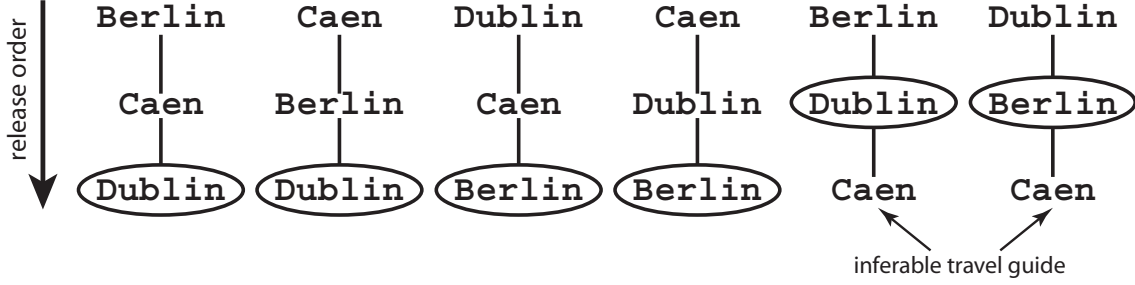 release order
Berlin Caen Dublin Caen Berlin Dublin
Caen Berlin Caen Dublin Dublin Berlin
Dublin Dublin Berlin Berlin Caen Caen
inferable travel guide